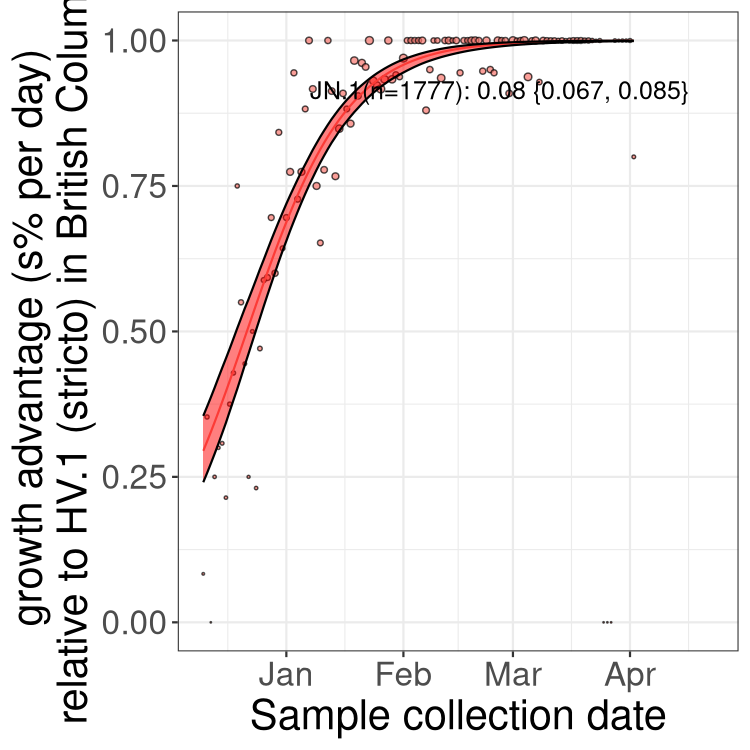 growth advantage (s% per day)
relative to HV.1 (stricto) in British Colum
1.00
0.75
0.50
0.25
0.00
JN.1(n=1777): 0.08 {0.067, 0.085}
Jan Feb Mar Apr
Sample collection date